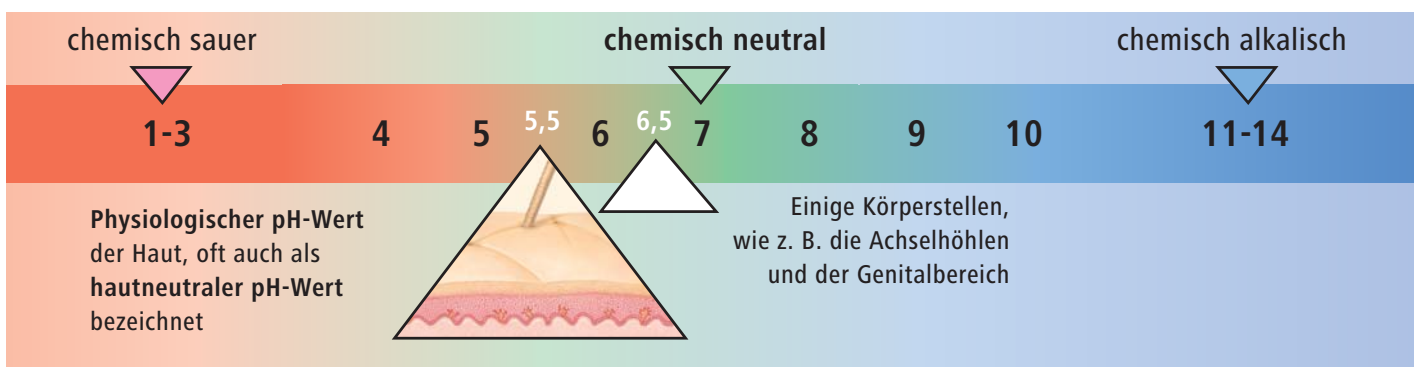 chemisch sauer
chemisch neutral
chemisch alkalisch
1-3 4 5 5,5 6 6,5 7 8 9 10 11-14
Physiologischer pH-Wert
der Haut, oft auch als
hautneutraler pH-Wert
bezeichnet
Einige Körperstellen,
wie z. B. die Achselhöhlen
und der Genitalbereich